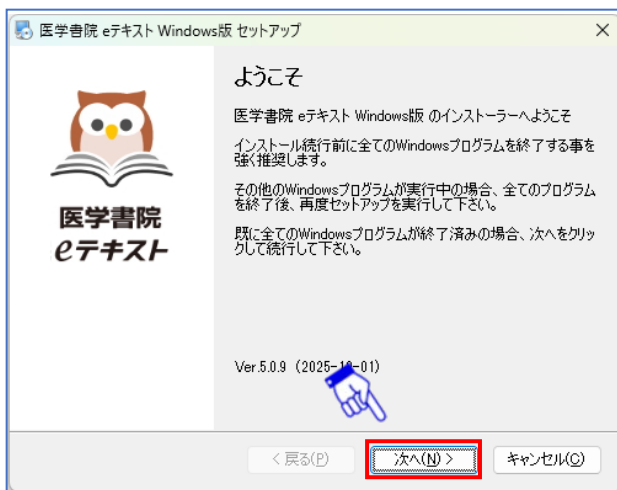 医学書院 eテキスト Windows版 セットアップ
ようこそ
医学書院 eテキスト Windows版 のインストーラーへようこそ
インストール続行前に全てのWindowsプログラムを終了する事を
強く推奨します。
その他のWindowsプログラムが実行中の場合、全てのプログラム
を終了後、再度セットアップを実行して下さい。
既に全てのWindowsプログラムが終了済みの場合、次へをクリッ
クして続行して下さい。
医学書院
eテキスト
Ver.5.0.9 (2025-10-01)
< 戻る(P)
次へ(N) >
キャンセル(C)